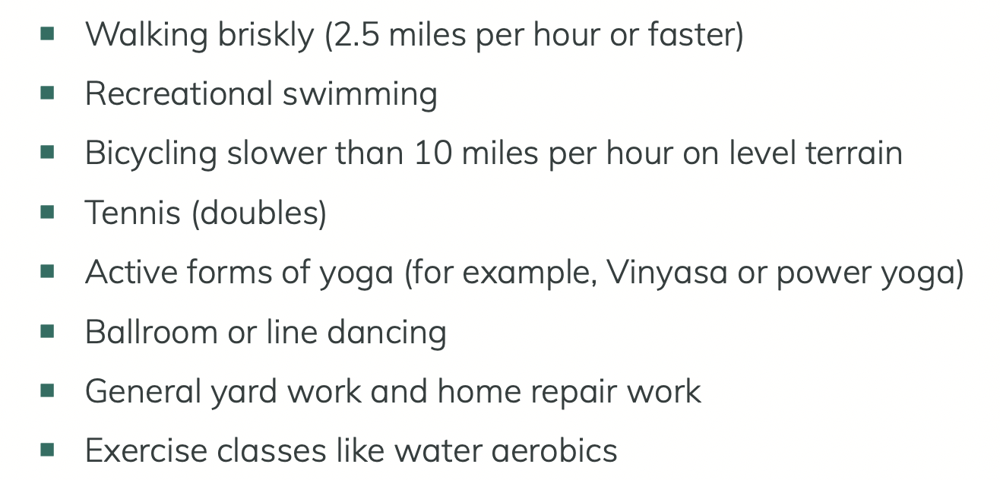 Walking briskly (2.5 miles per hour or faster)
Recreational swimming
Bicycling slower than 10 miles per hour on level terrain
Tennis (doubles)
Active forms of yoga (for example, Vinyasa or power yoga)
Ballroom or line dancing
General yard work and home repair work
Exercise classes like water aerobics